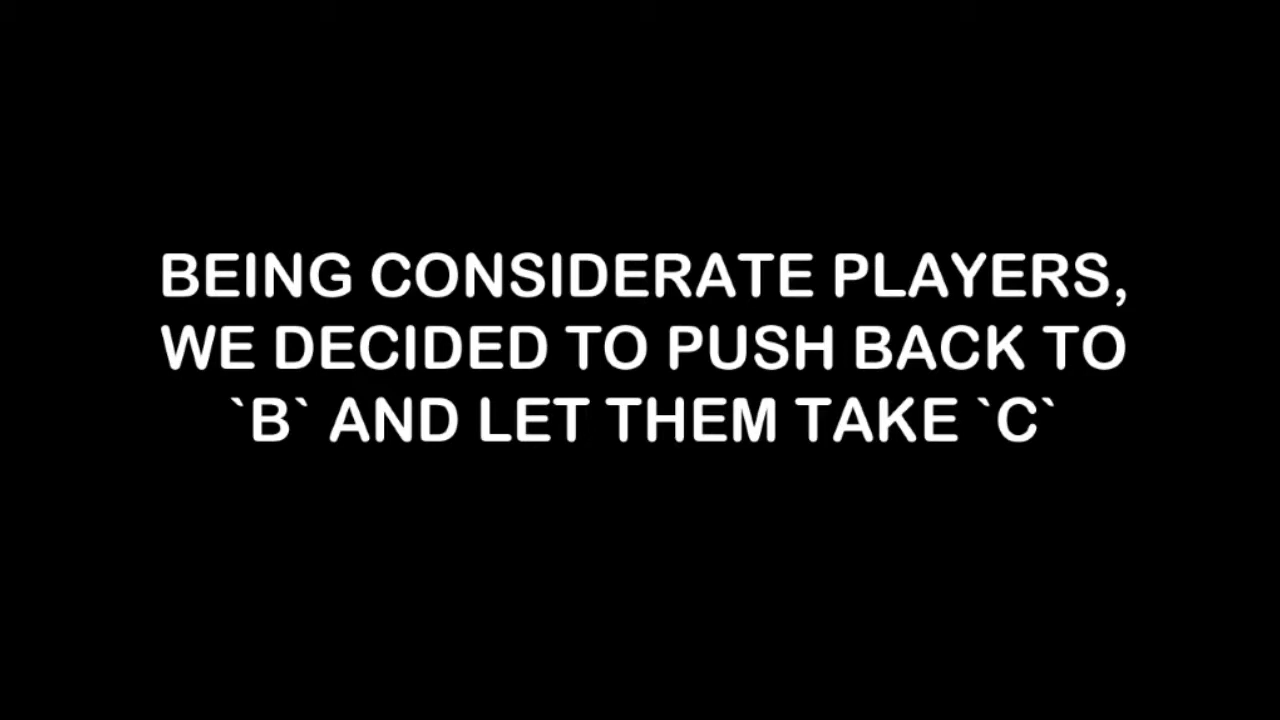 BEING CONSIDERATE PLAYERS,
WE DECIDED TO PUSH BACK TO
`B` AND LET THEM TAKE `C`